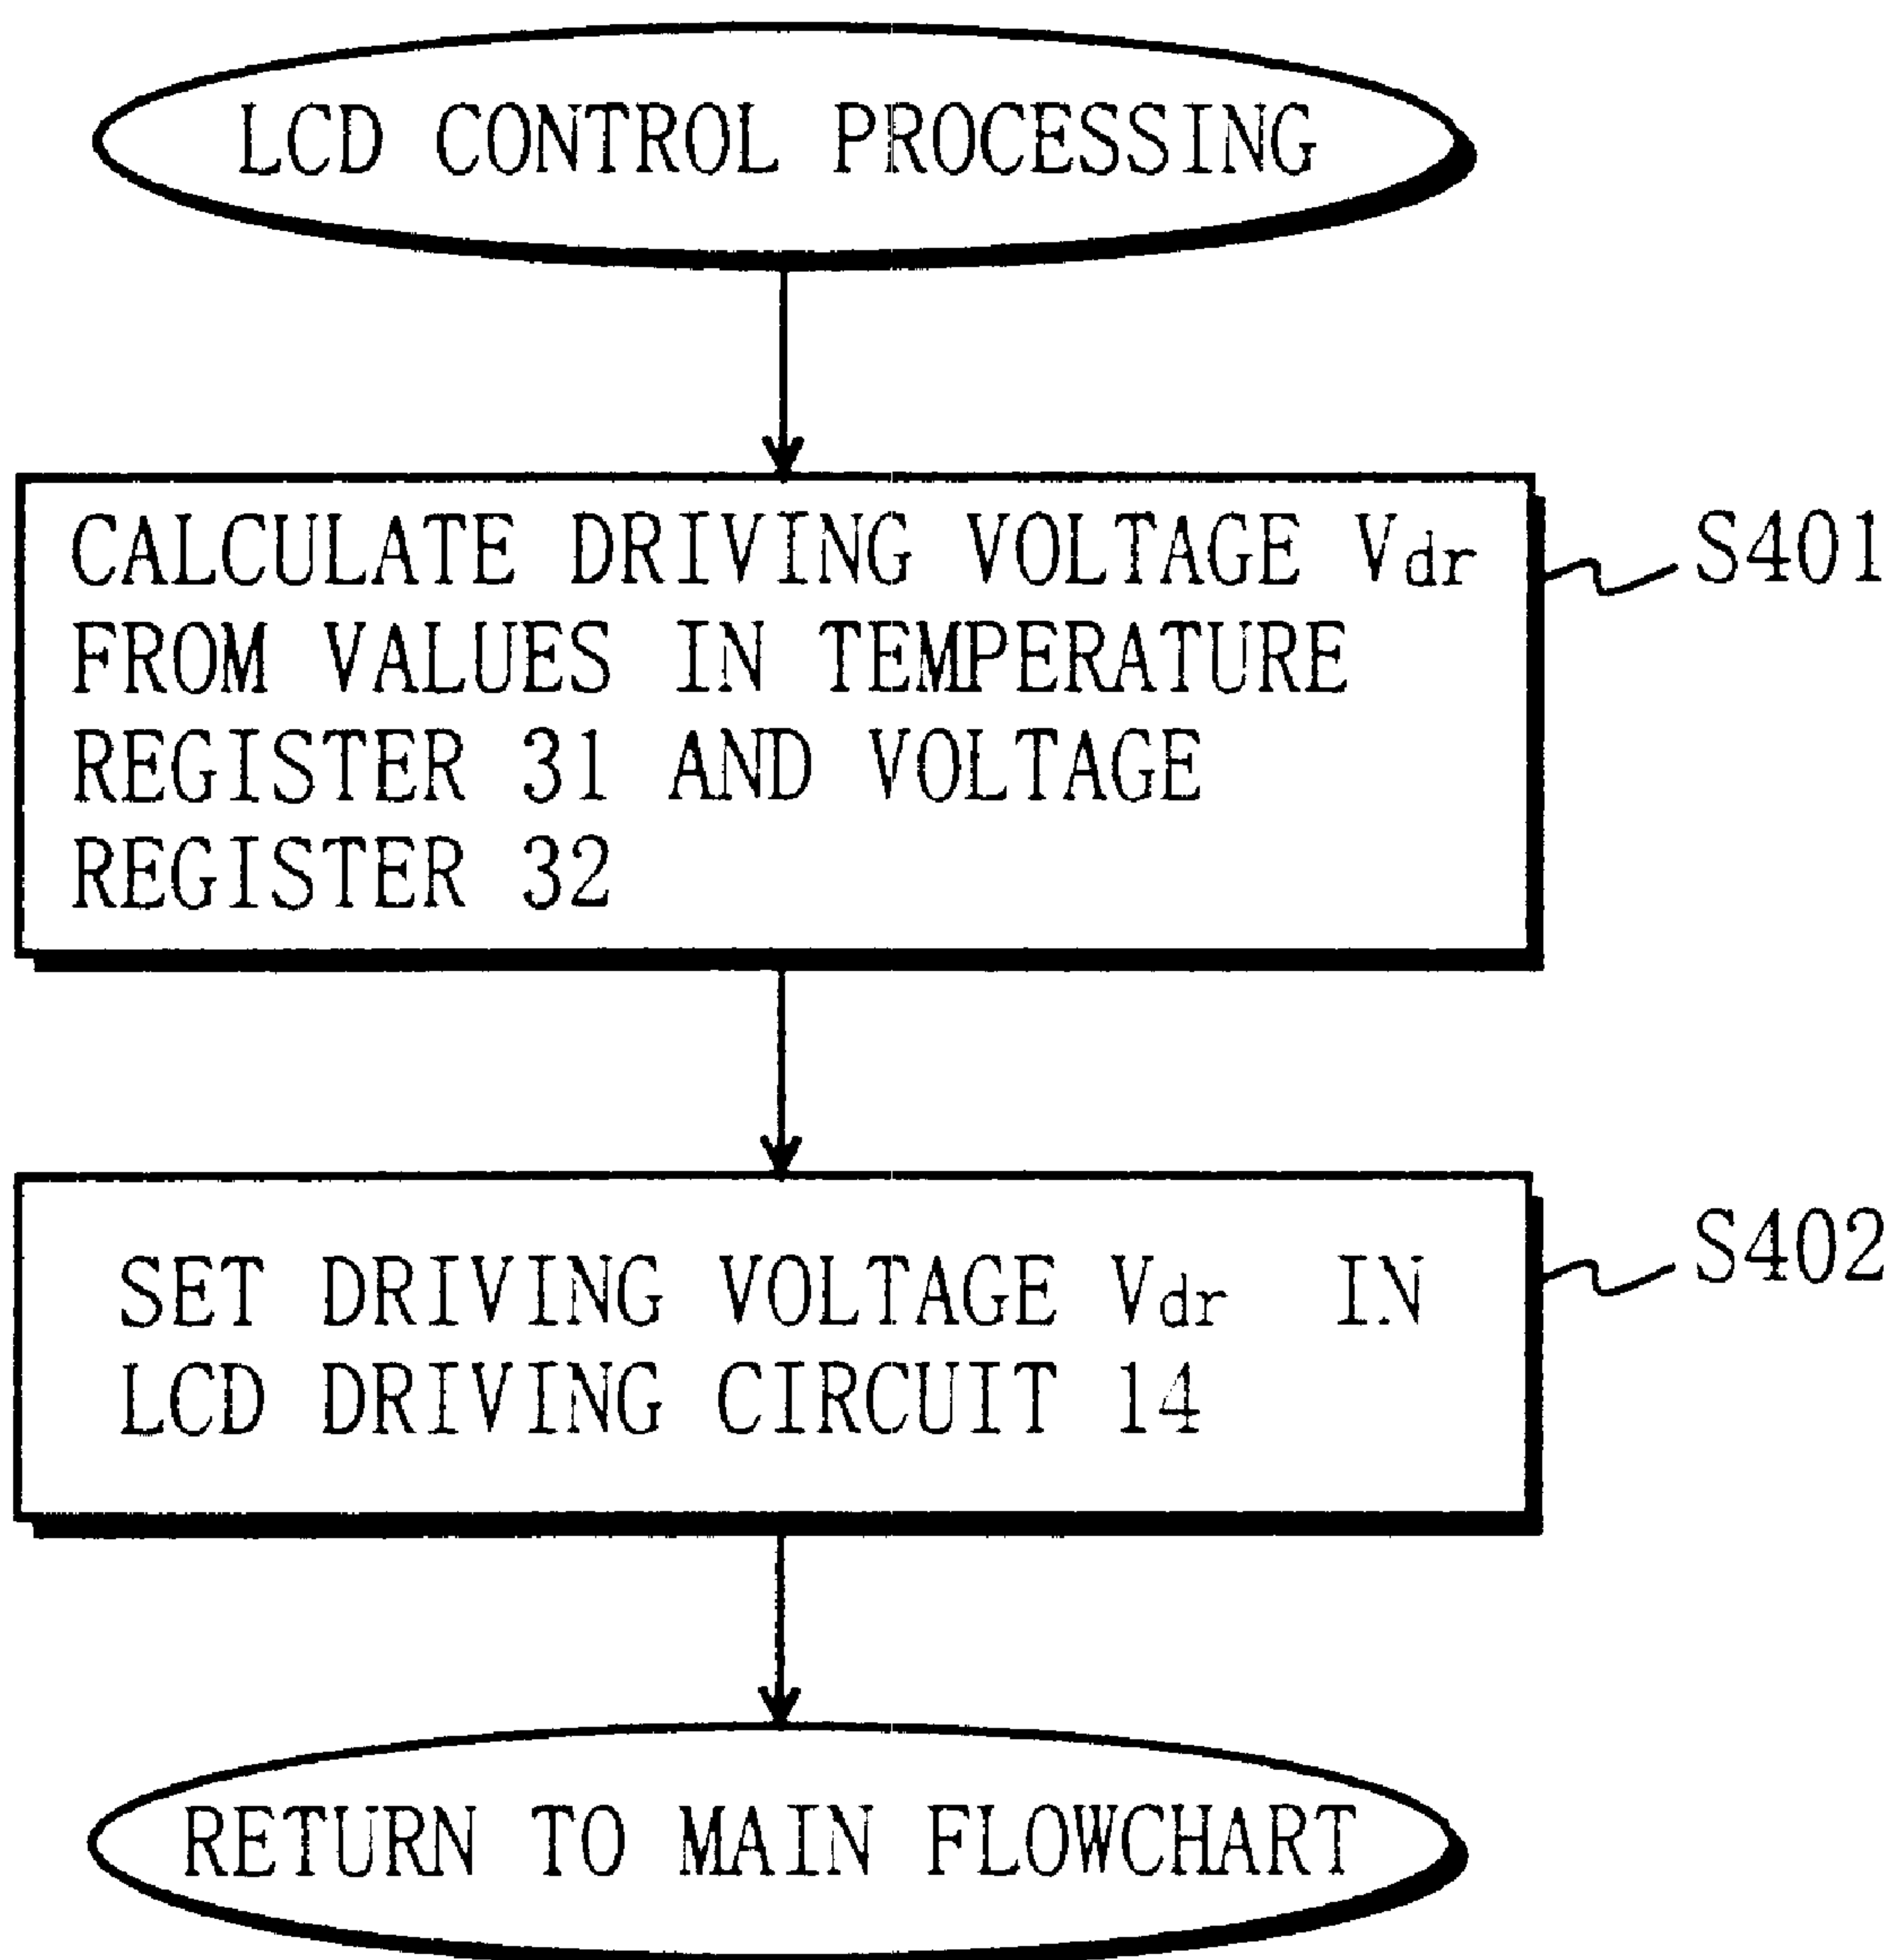 LCD CONTROL PROCESSING
CALCULATE DRIVING VOLTAGE Vdr
FROM VALUES IN TEMPERATURE
REGISTER 31 AND VOLTAGE
REGISTER 32
S401
SET DRIVING VOLTAGE Vdr IN
LCD DRIVING CIRCUIT 14
S402
RETURN TO MAIN FLOWCHART